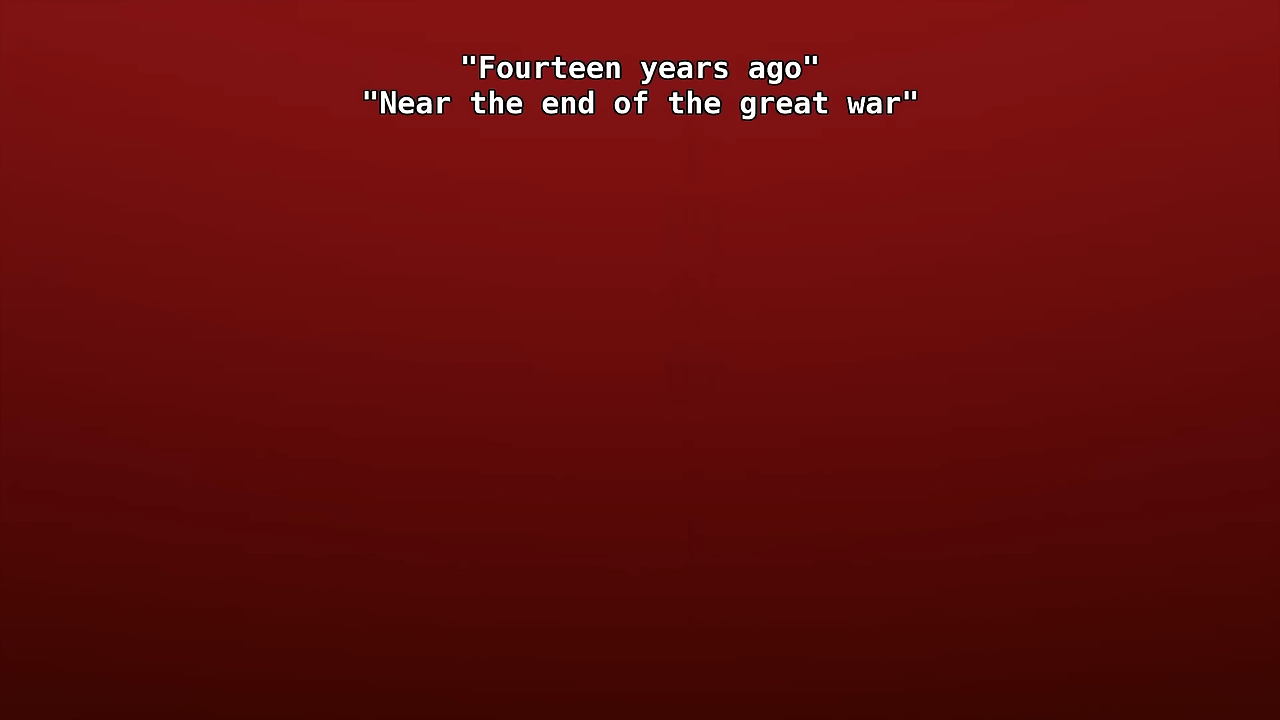 "Fourteen years ago"
"Near the end of the great war"